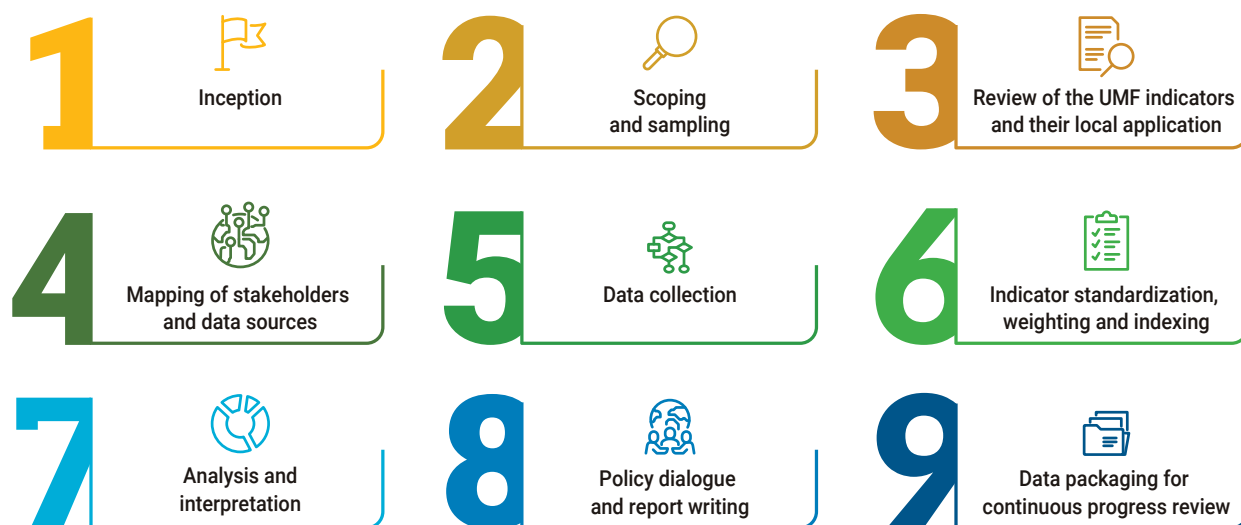 1
Inception
2
Scoping
and sampling
3
Review of the UMF indicators
and their local application
4
Mapping of stakeholders
and data sources
5
Data collection
6
Indicator standardization,
weighting and indexing
7
Analysis and
interpretation
8
Policy dialogue
and report writing
9
Data packaging for
continuous progress review